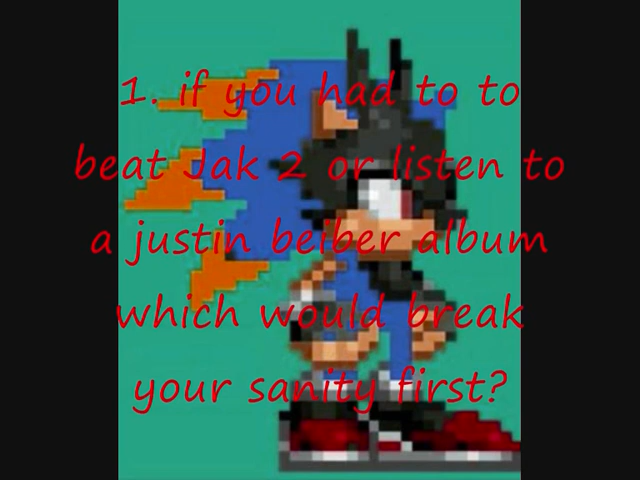 1. if you had to to
beat Jak 2 or listen to
a justin beiber album
which would break
your sanity first?